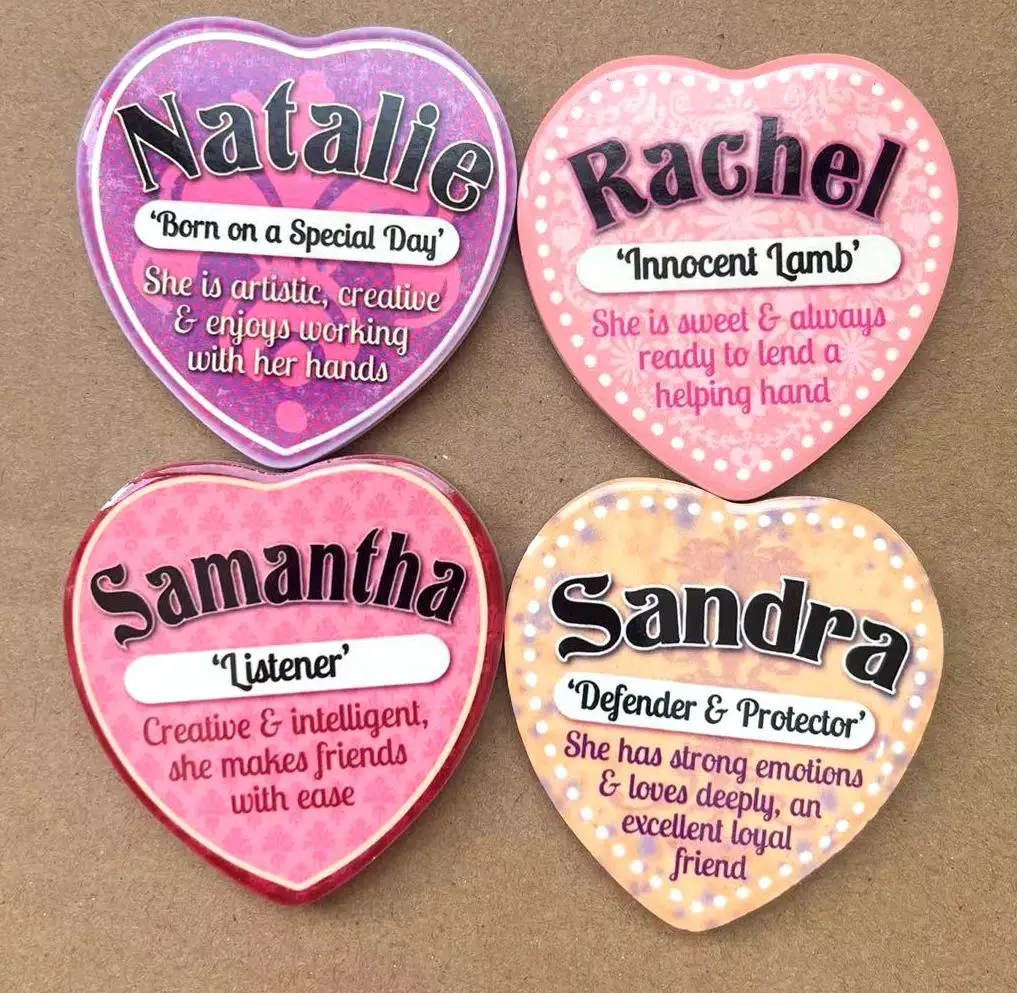 Natalie
‘Born on a Special Day’
She is artistic, creative
& enjoys working
with her hands
Rachel
‘Innocent Lamb’
She is sweet & always
ready to lend a
helping hand
Samantha
‘Listener’
Creative & intelligent,
she makes friends
with ease
Sandra
‘Defender & Protector’
She has strong emotions
& loves deeply, an
excellent loyal
friend